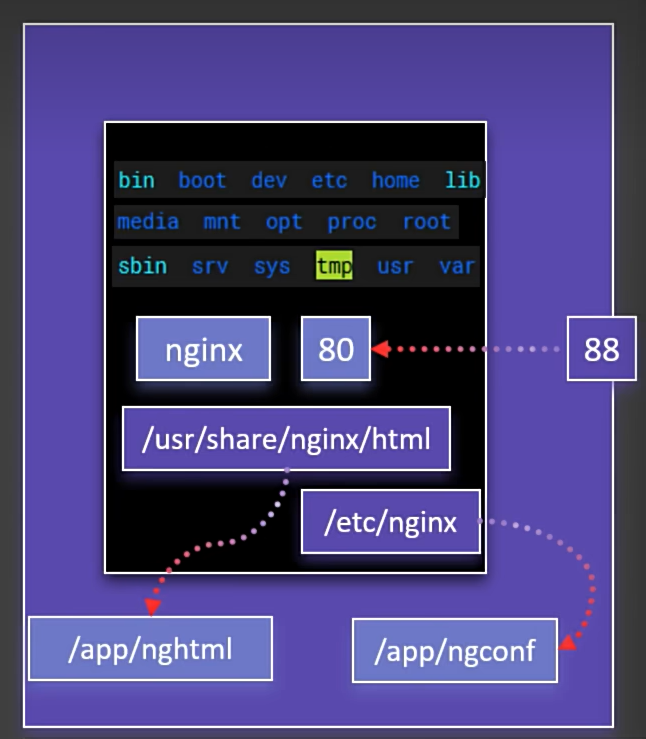 bin boot dev etc home lib
media mnt opt proc root
sbin srv sys tmp usr var
nginx 80 88
/usr/share/nginx/html
/etc/nginx
/app/nghtml /app/ngconf